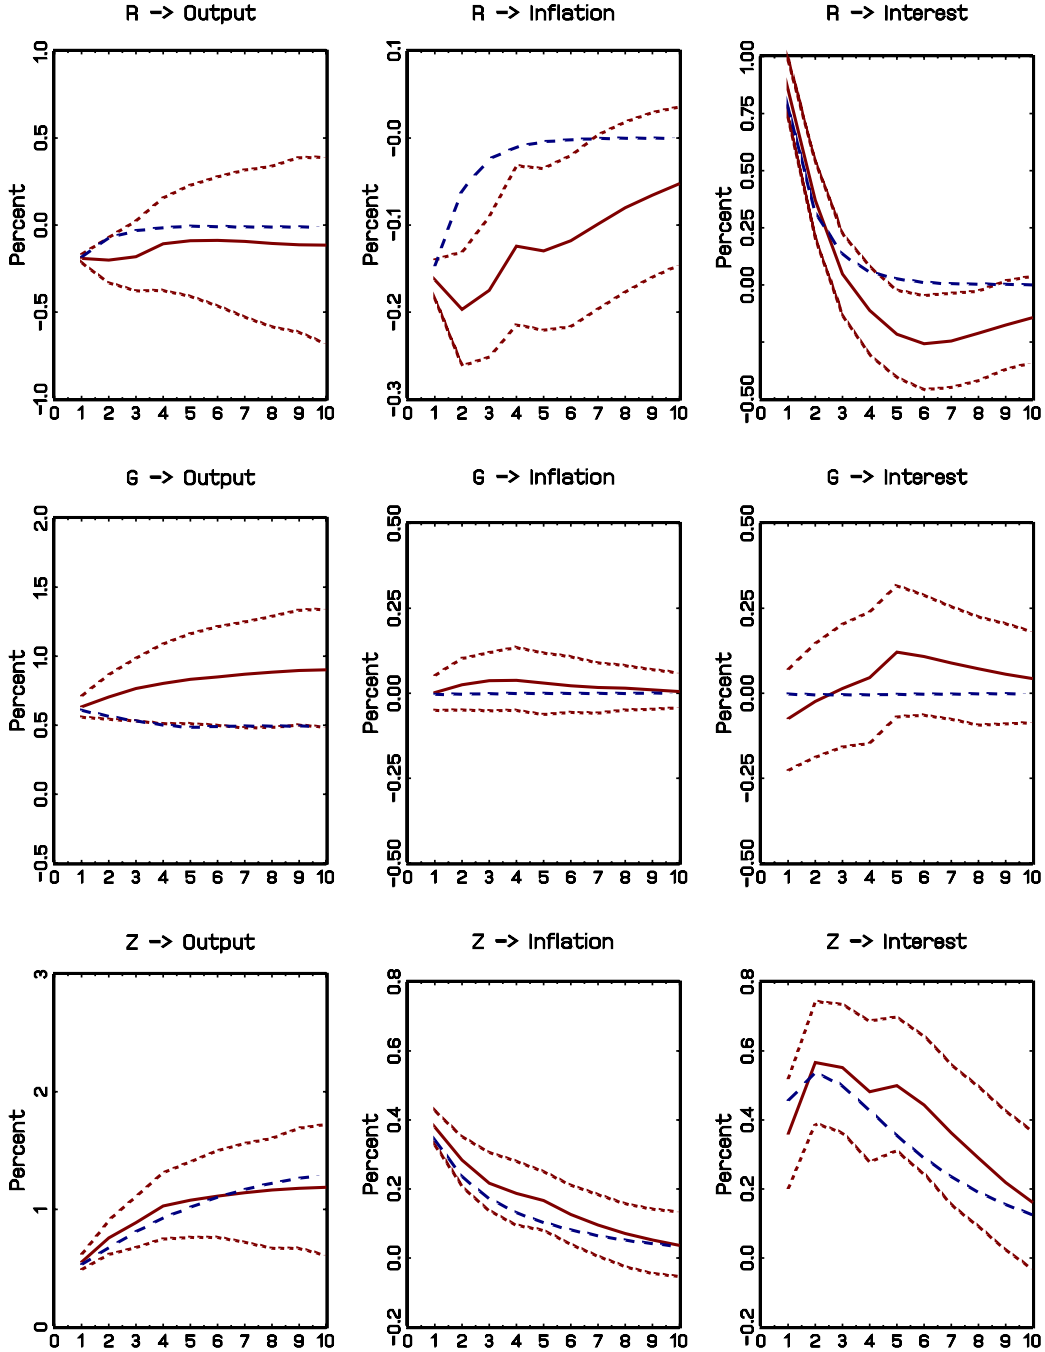 R -> Output
R -> Inflation
R -> Interest
Percent
1.0
0.5
0.0
-0.5
-1.0
0 1 2 3 4 5 6 7 8 9 10
Percent
0.1
-0.0
-0.1
-0.2
-0.3
0 1 2 3 4 5 6 7 8 9 10
Percent
1.00
0.75
0.50
0.25
0.00
-0.50
0 1 2 3 4 5 6 7 8 9 10
G -> Output
G -> Inflation
G -> Interest
Percent
2.0
1.5
1.0
0.5
0.0
-0.5
0 1 2 3 4 5 6 7 8 9 10
Percent
0.50
0.25
0.00
-0.25
-0.50
0 1 2 3 4 5 6 7 8 9 10
Percent
0.50
0.25
0.00
-0.25
-0.50
0 1 2 3 4 5 6 7 8 9 10
Z -> Output
Z -> Inflation
Z -> Interest
Percent
3
2
1
0
0 1 2 3 4 5 6 7 8 9 10
Percent
0.8
0.6
0.4
0.2
0.0
-0.2
0 1 2 3 4 5 6 7 8 9 10
Percent
0.8
0.6
0.4
0.2
0.0
-0.2
0 1 2 3 4 5 6 7 8 9 10